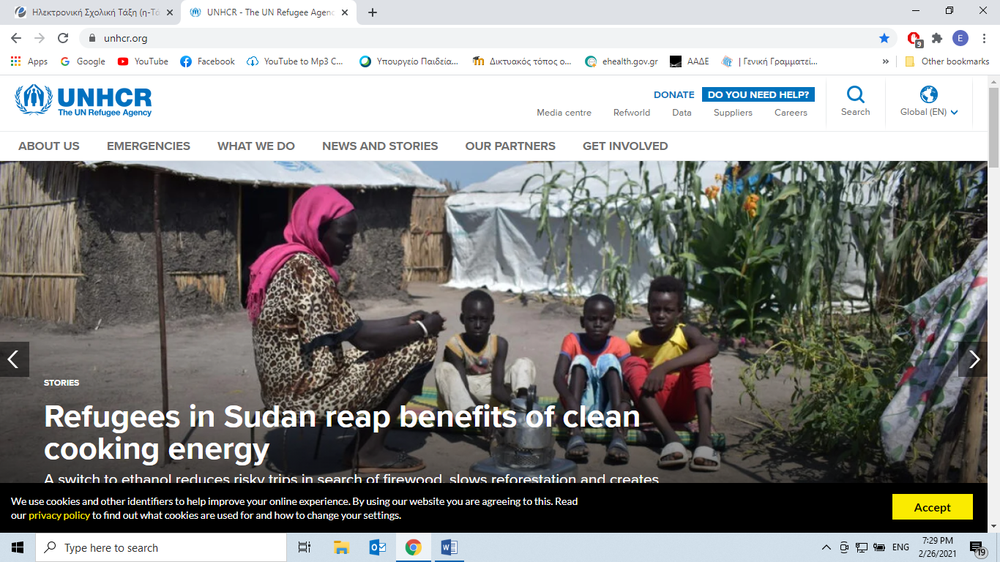 Ηλεκτρονική Σχολική Τάξη (η-Τά
UNHCR - The UN Refugee Agenc
unhcr.org
9
E
Apps
Google
YouTube
Facebook
YouTube to Mp3 C...
Υπουργείο Παιδεία...
Δικτυακός τόπος ο...
ehealth.gov.gr
ΑΑΔΕ
| Γενική Γραμματεί...
»
Other bookmarks
UNHCR
The UN Refugee Agency
DONATE
DO YOU NEED HELP?
Media centre
Refworld
Data
Suppliers
Careers
Search
Global (EN)
ABOUT US
EMERGENCIES
WHAT WE DO
NEWS AND STORIES
OUR PARTNERS
GET INVOLVED
STORIES
Refugees in Sudan reap benefits of clean
cooking energy
A switch to ethanol reduces risky trips in search of firewood, slows reforestation and creates
We use cookies and other identifiers to help improve your online experience. By using our website you are agreeing to this. Read
our privacy policy to find out what cookies are used for and how to change your settings.
Accept
Type here to search
ENG
7:29 PM
2/26/2021
19